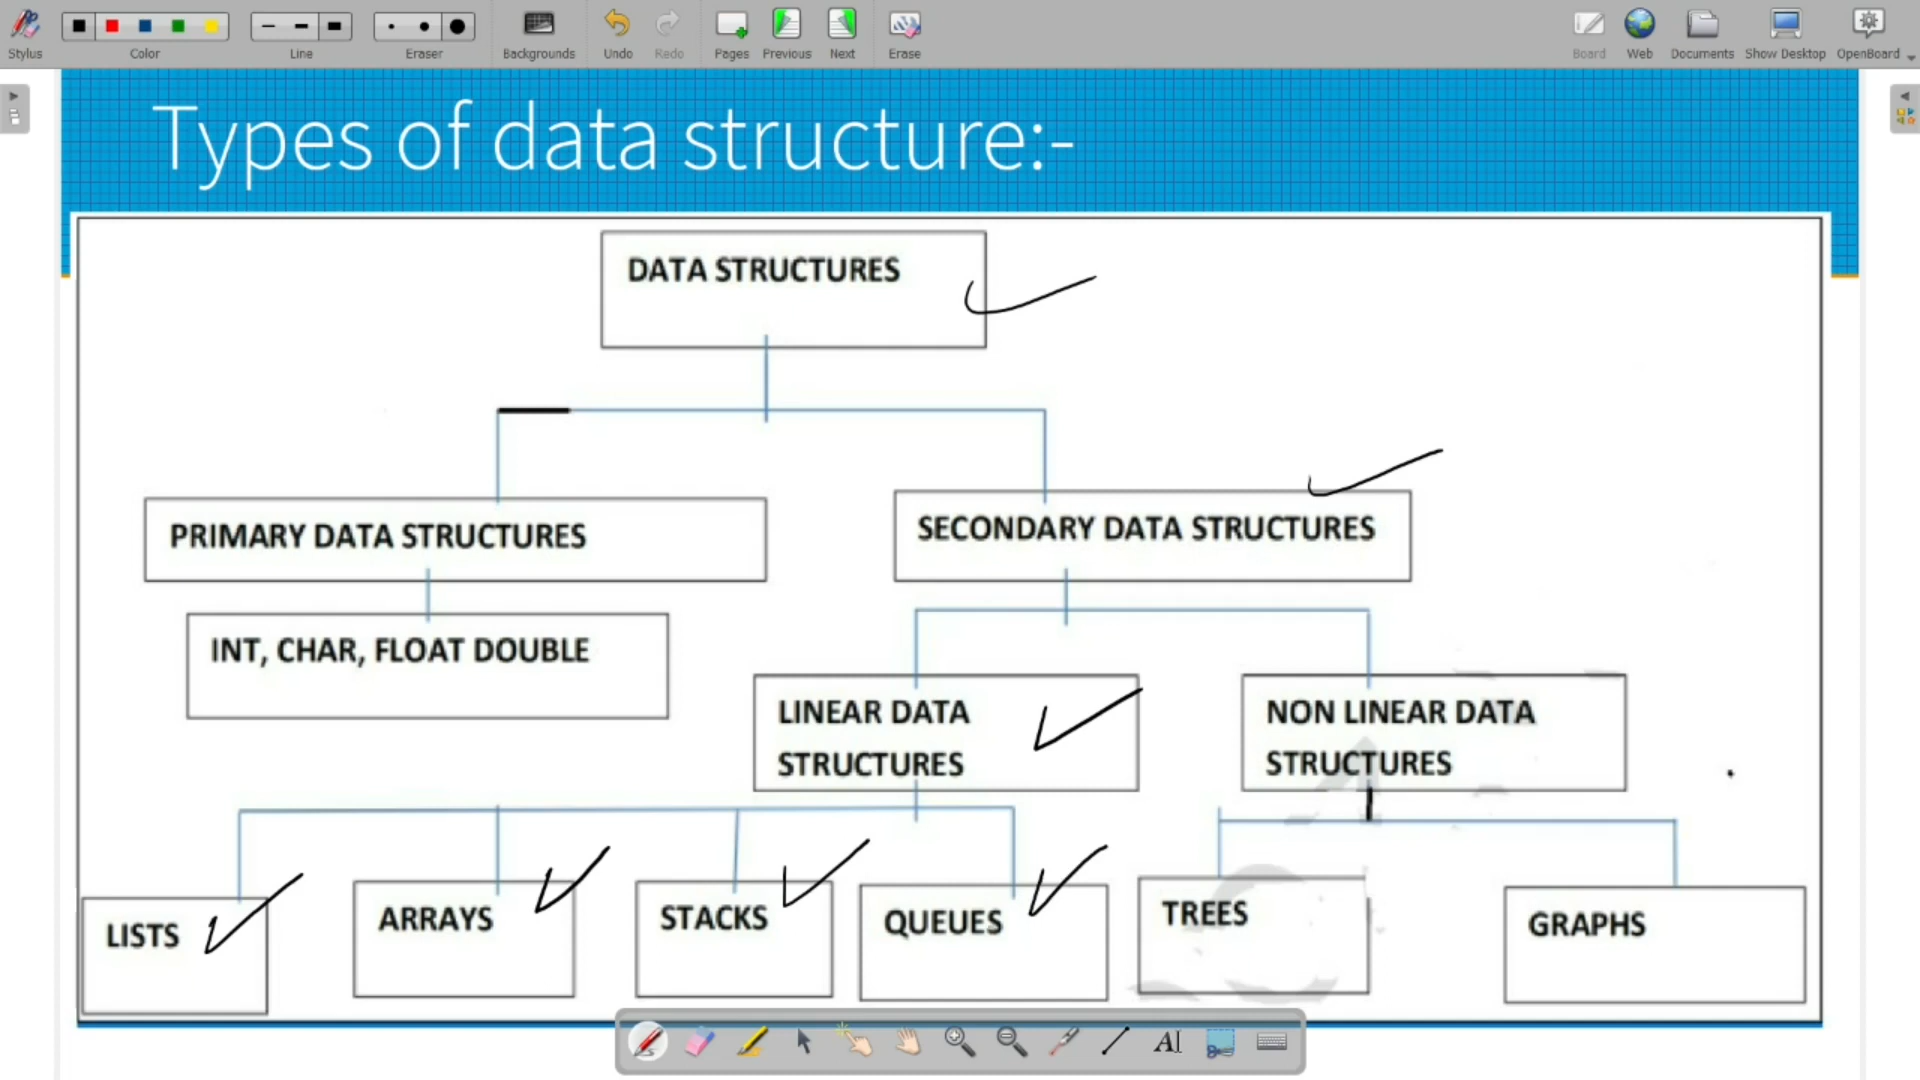 Stylus Color Line Eraser Backgrounds Undo Redo Pages Previous Next Erase Board Web Documents Show Desktop OpenBoard
Types of data structure:-
DATA STRUCTURES
PRIMARY DATA STRUCTURES
SECONDARY DATA STRUCTURES
INT, CHAR, FLOAT DOUBLE
LINEAR DATA
STRUCTURES
NON LINEAR DATA
STRUCTURES
LISTS
ARRAYS
STACKS
QUEUES
TREES
GRAPHS